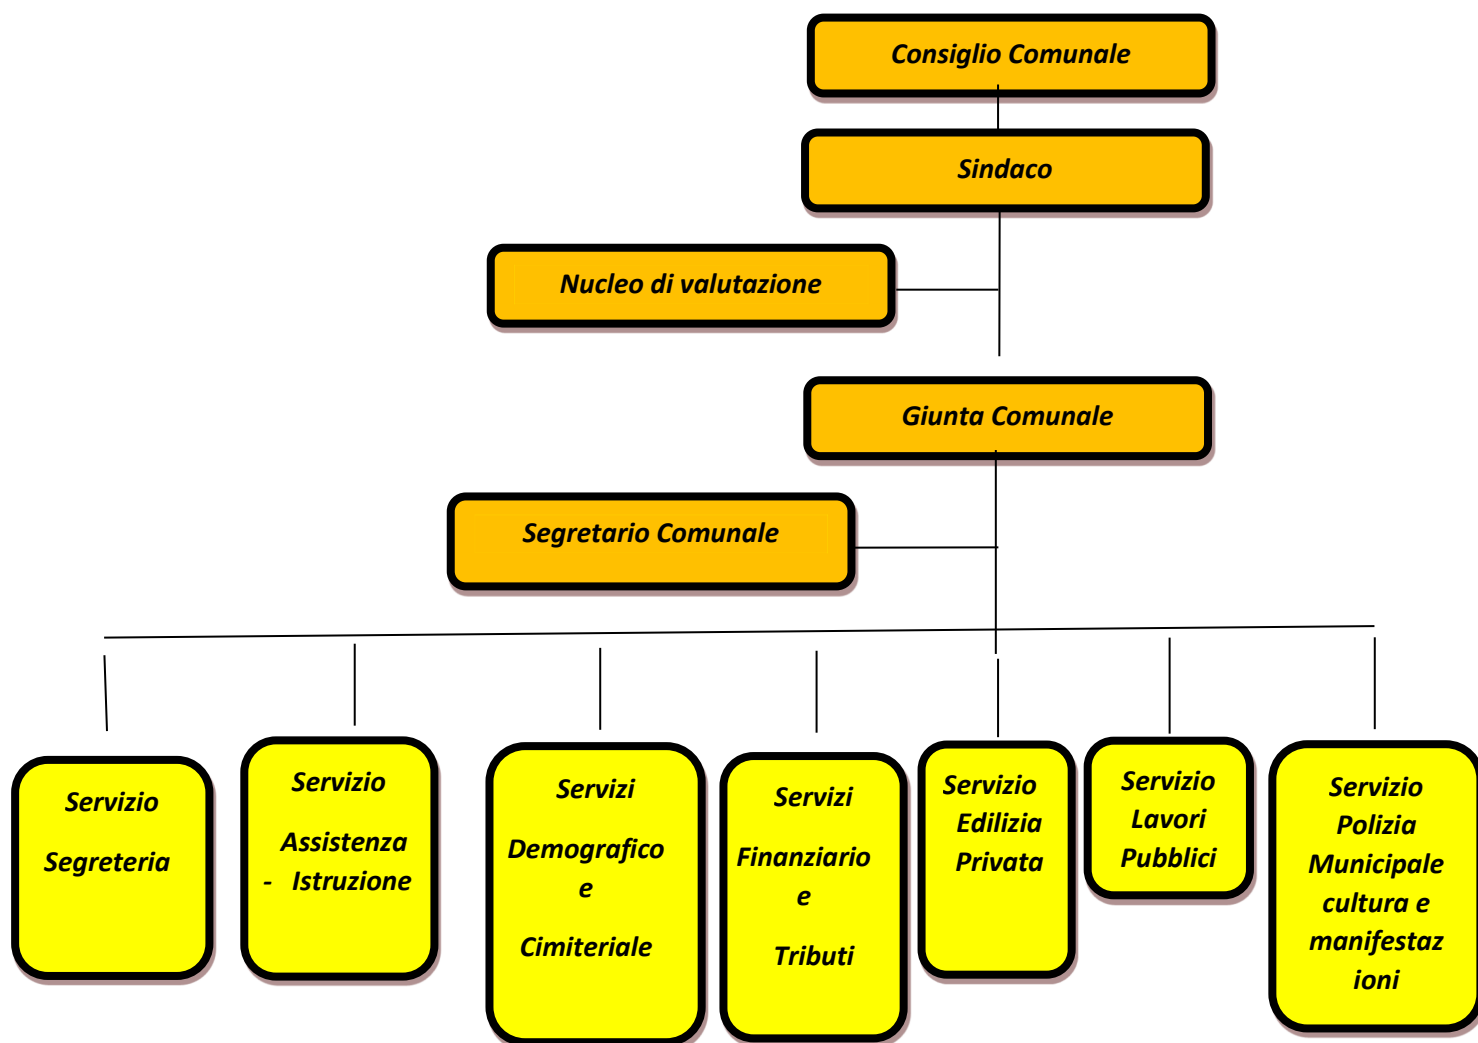 Consiglio Comunale
Sindaco
Nucleo di valutazione
Giunta Comunale
Segretario Comunale
Servizio
Segreteria
Servizio
Assistenza
- Istruzione
Servizi
Demografico
e
Cimiteriale
Servizi
Finanziario
e
Tributi
Servizio
Edilizia
Privata
Servizio
Lavori
Pubblici
Servizio
Polizia
Municipale
cultura e
manifestaz
ioni